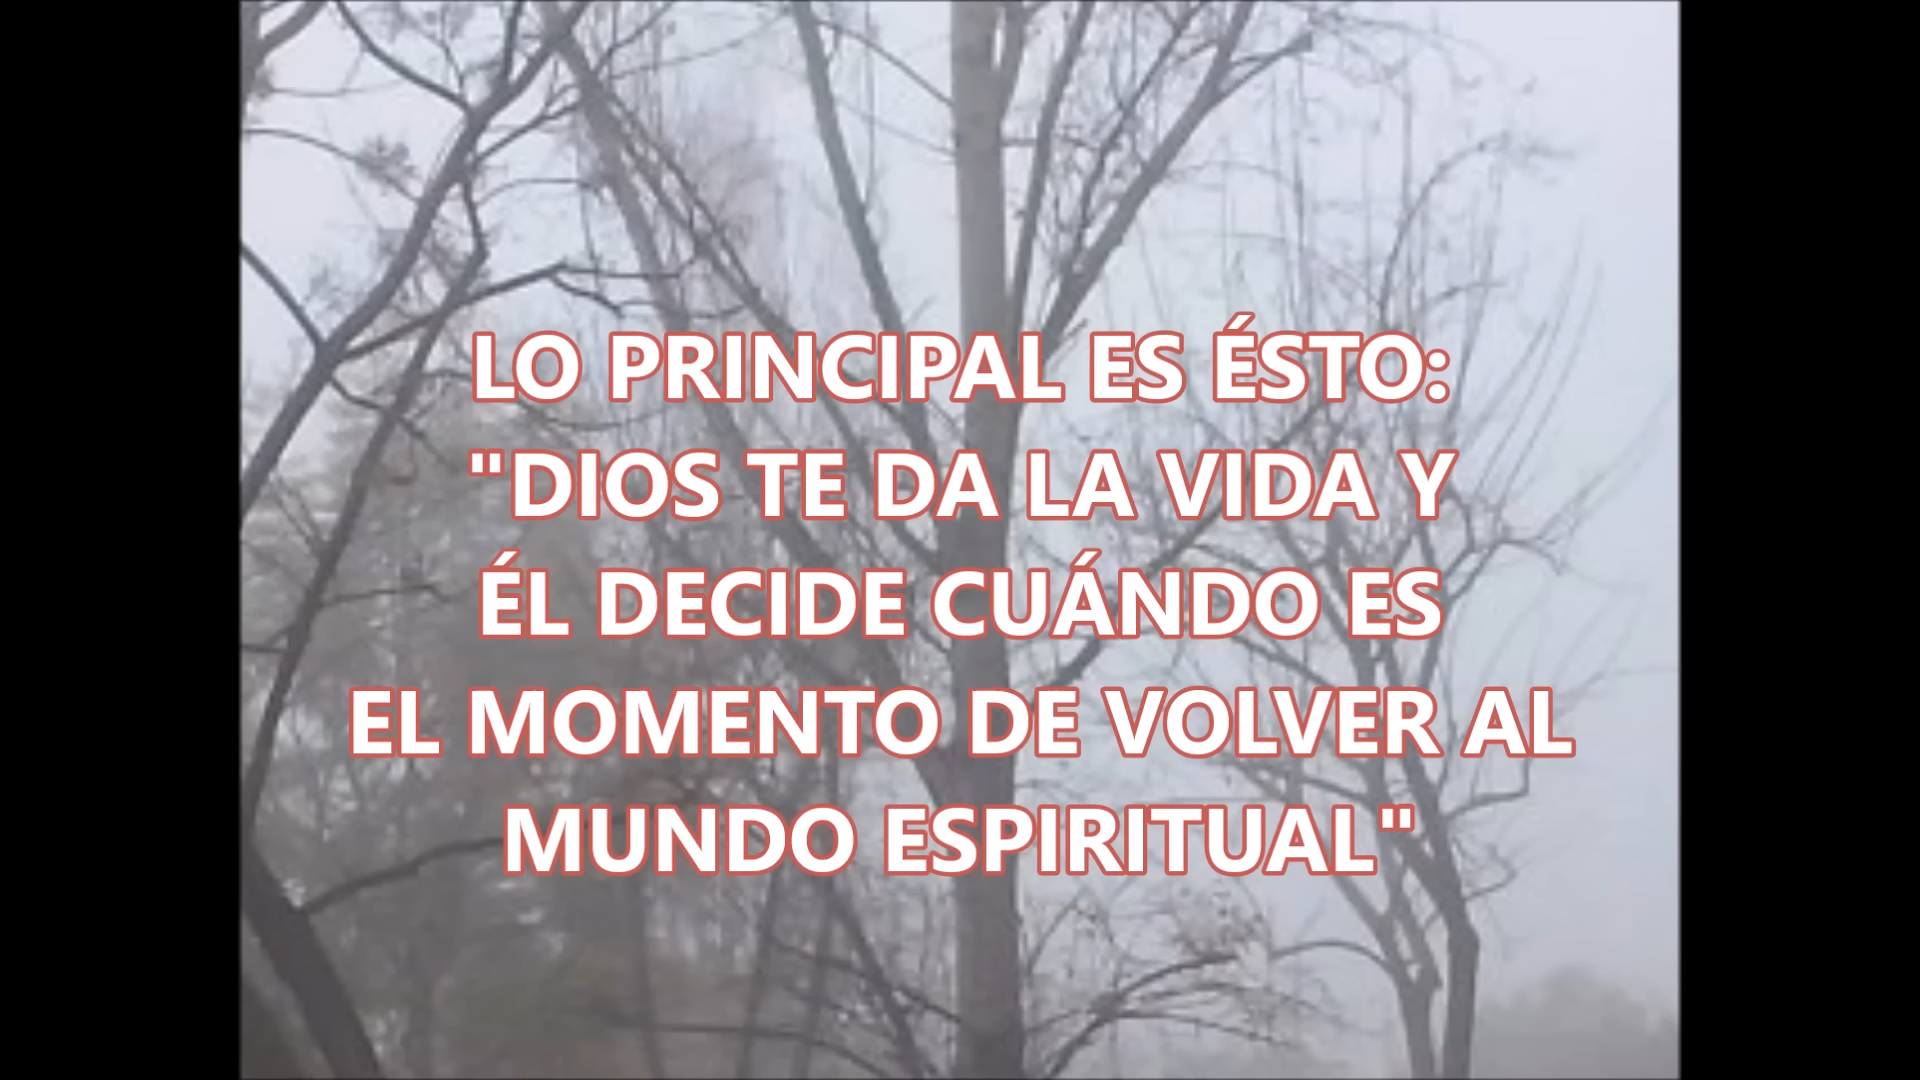 LO PRINCIPAL ES ÉSTO:
"DIOS TE DA LA VIDA Y
ÉL DECIDE CUÁNDO ES
EL MOMENTO DE VOLVER AL
MUNDO ESPIRITUAL"